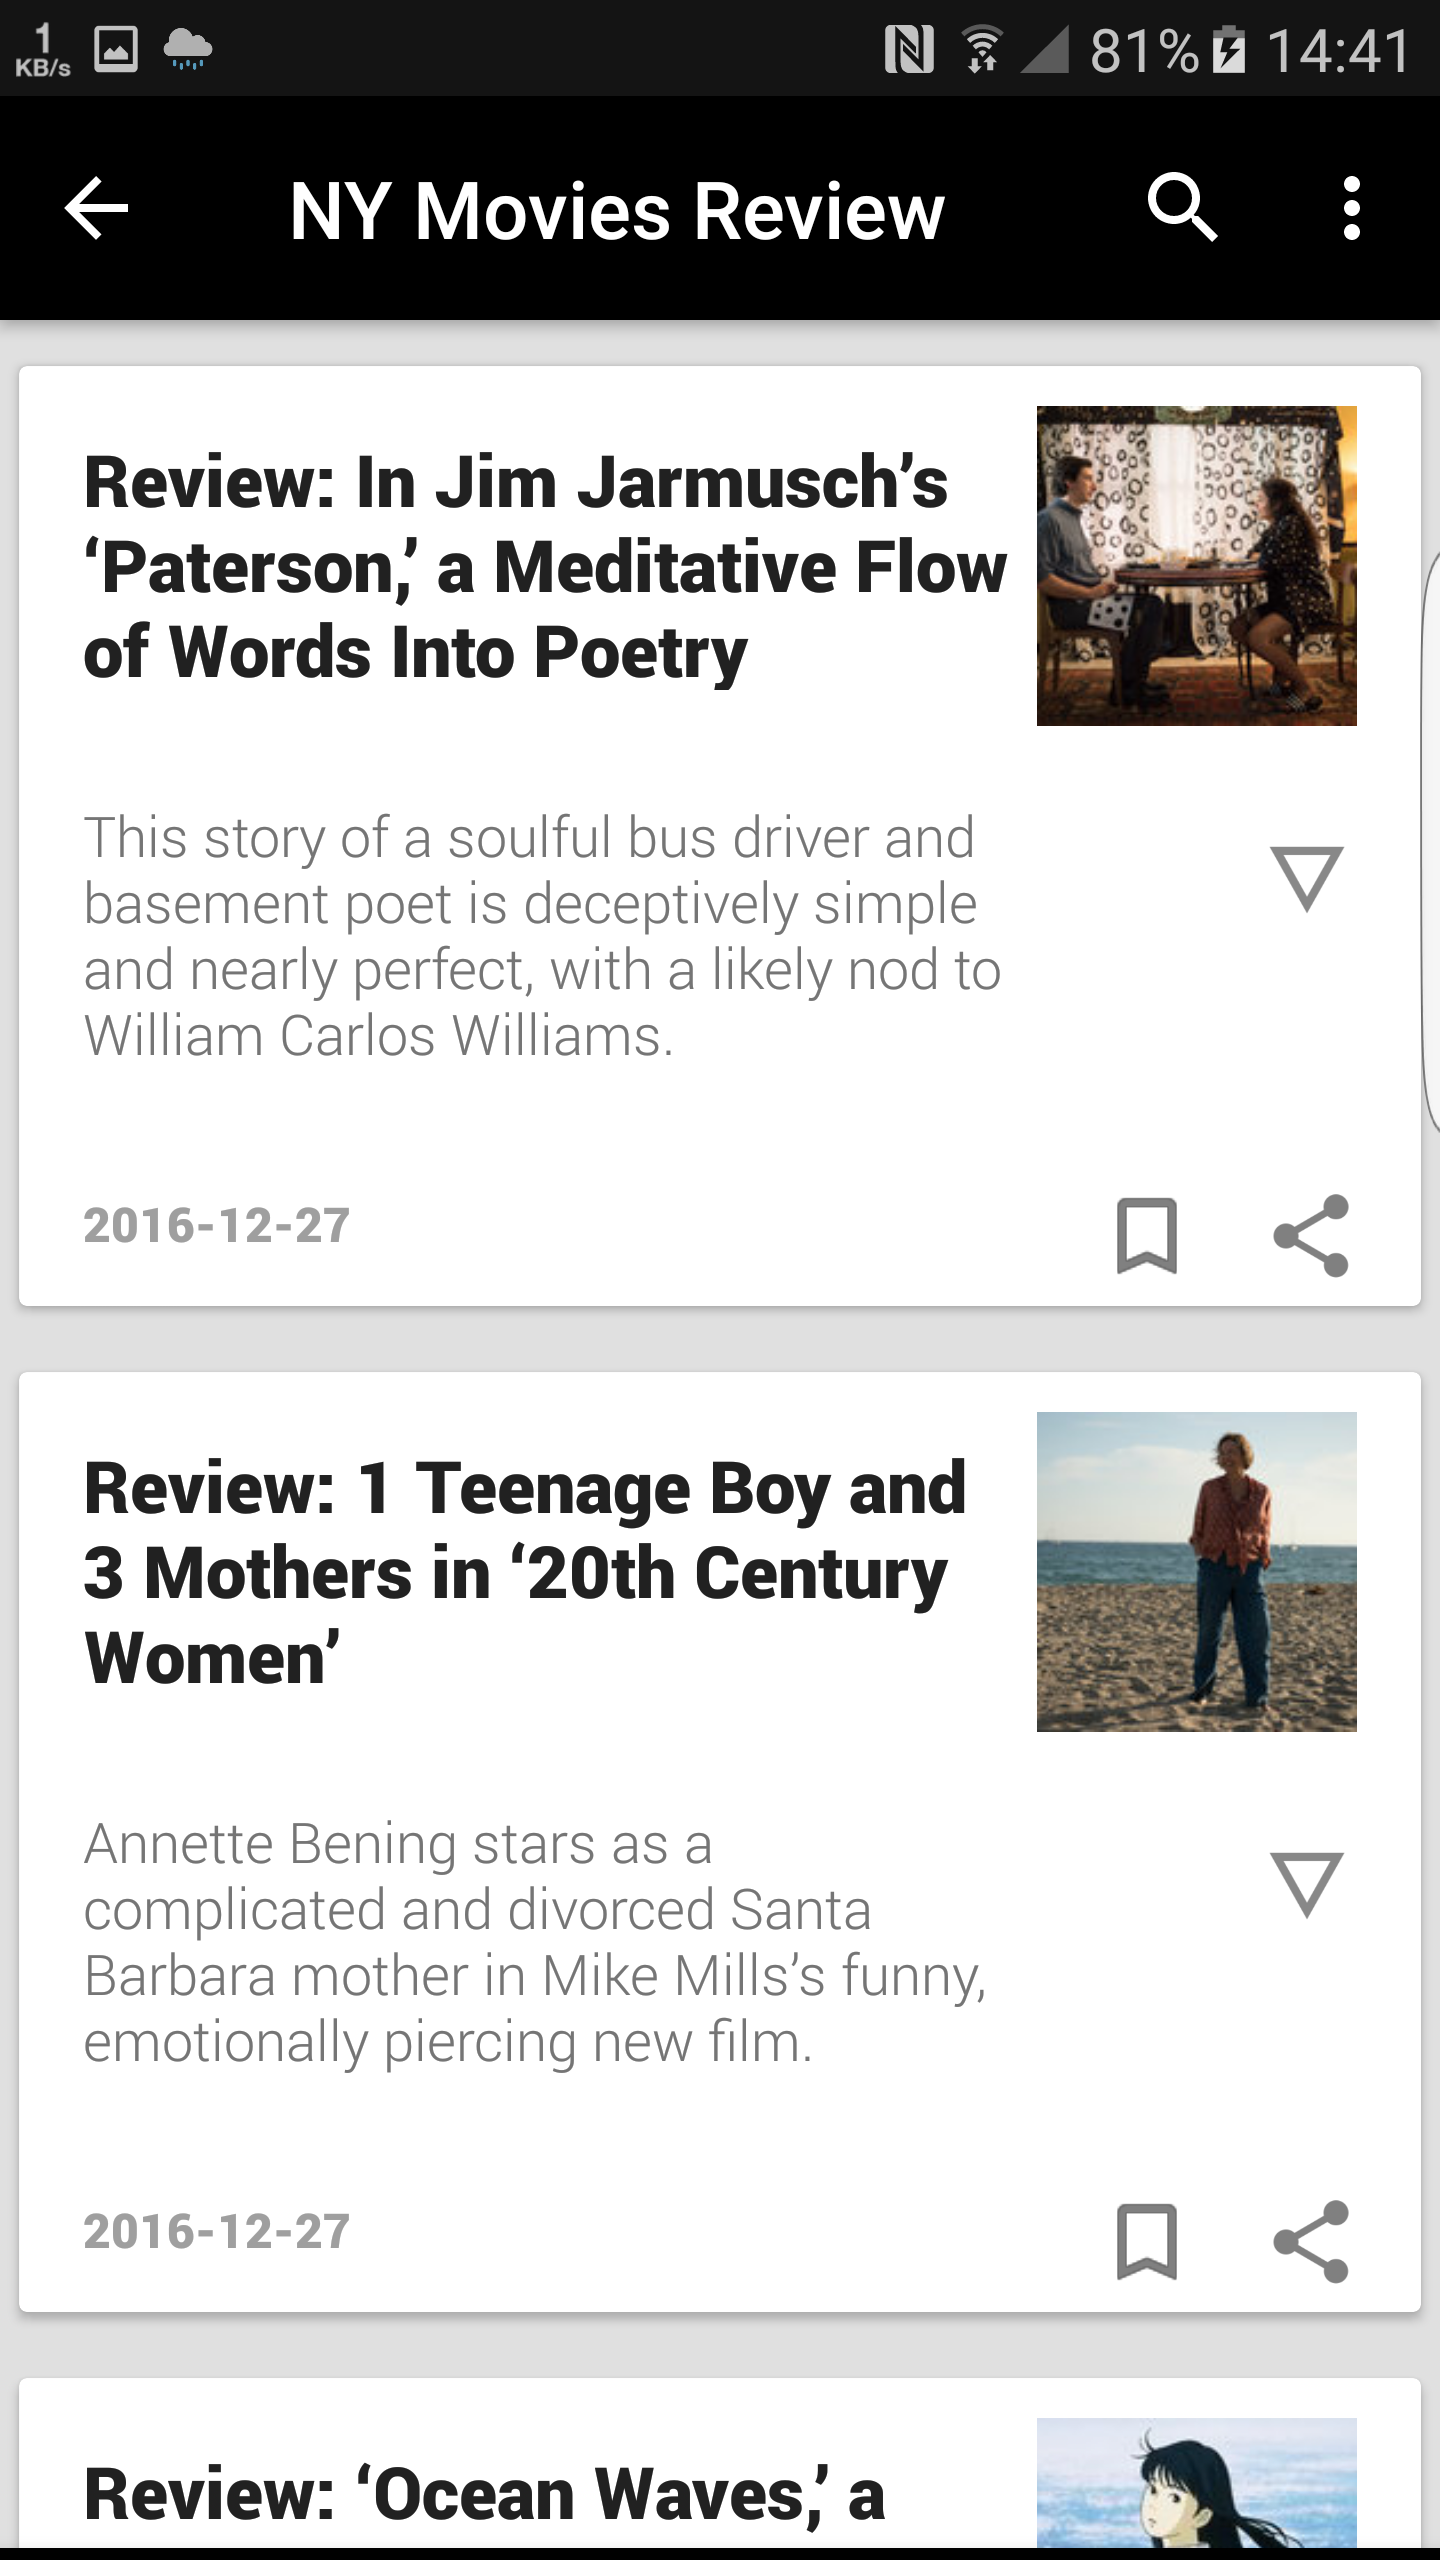 1
KB/s
81%
14:41
NY Movies Review
Review: In Jim Jarmusch’s
‘Paterson,’ a Meditative Flow
of Words Into Poetry
This story of a soulful bus driver and
basement poet is deceptively simple
and nearly perfect, with a likely nod to
William Carlos Williams.
2016-12-27
Review: 1 Teenage Boy and
3 Mothers in ‘20th Century
Women’
Annette Bening stars as a
complicated and divorced Santa
Barbara mother in Mike Mills’s funny,
emotionally piercing new film.
2016-12-27
Review: ‘Ocean Waves,’ a